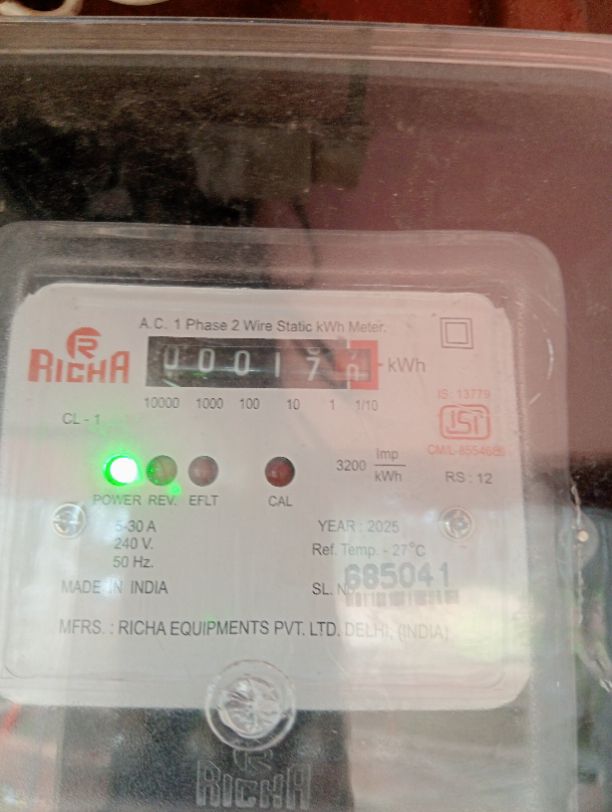 A.C. 1 Phase 2 Wire Static kWh Meter.
RICHA
00017 kWh
10000 1000 100 10 1 1/10
CL - 1
IS: 13779
ISI
3200 Imp/kWh
RS : 12
POWER REV. EFLT CAL
5-30 A
240 V.
50 Hz.
YEAR : 2025
Ref. Temp. - 27°C
MADE IN INDIA
SL. No. 685041
MFRS. : RICHA EQUIPMENTS PVT. LTD. DELHI, (INDIA)
RICHA